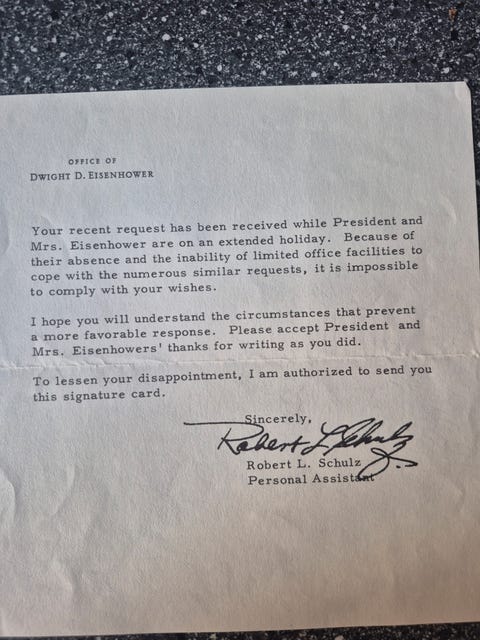 OFFICE OF
DWIGHT D. EISENHOWER
Your recent request has been received while President and
Mrs. Eisenhower are on an extended holiday. Because of
their absence and the inability of limited office facilities to
cope with the numerous similar requests, it is impossible
to comply with your wishes.
I hope you will understand the circumstances that prevent
a more favorable response. Please accept President and
Mrs. Eisenhowers' thanks for writing as you did.
To lessen your disappointment, I am authorized to send you
this signature card.
Sincerely,
Robert L Schulz
Robert L. Schulz
Personal Assistant